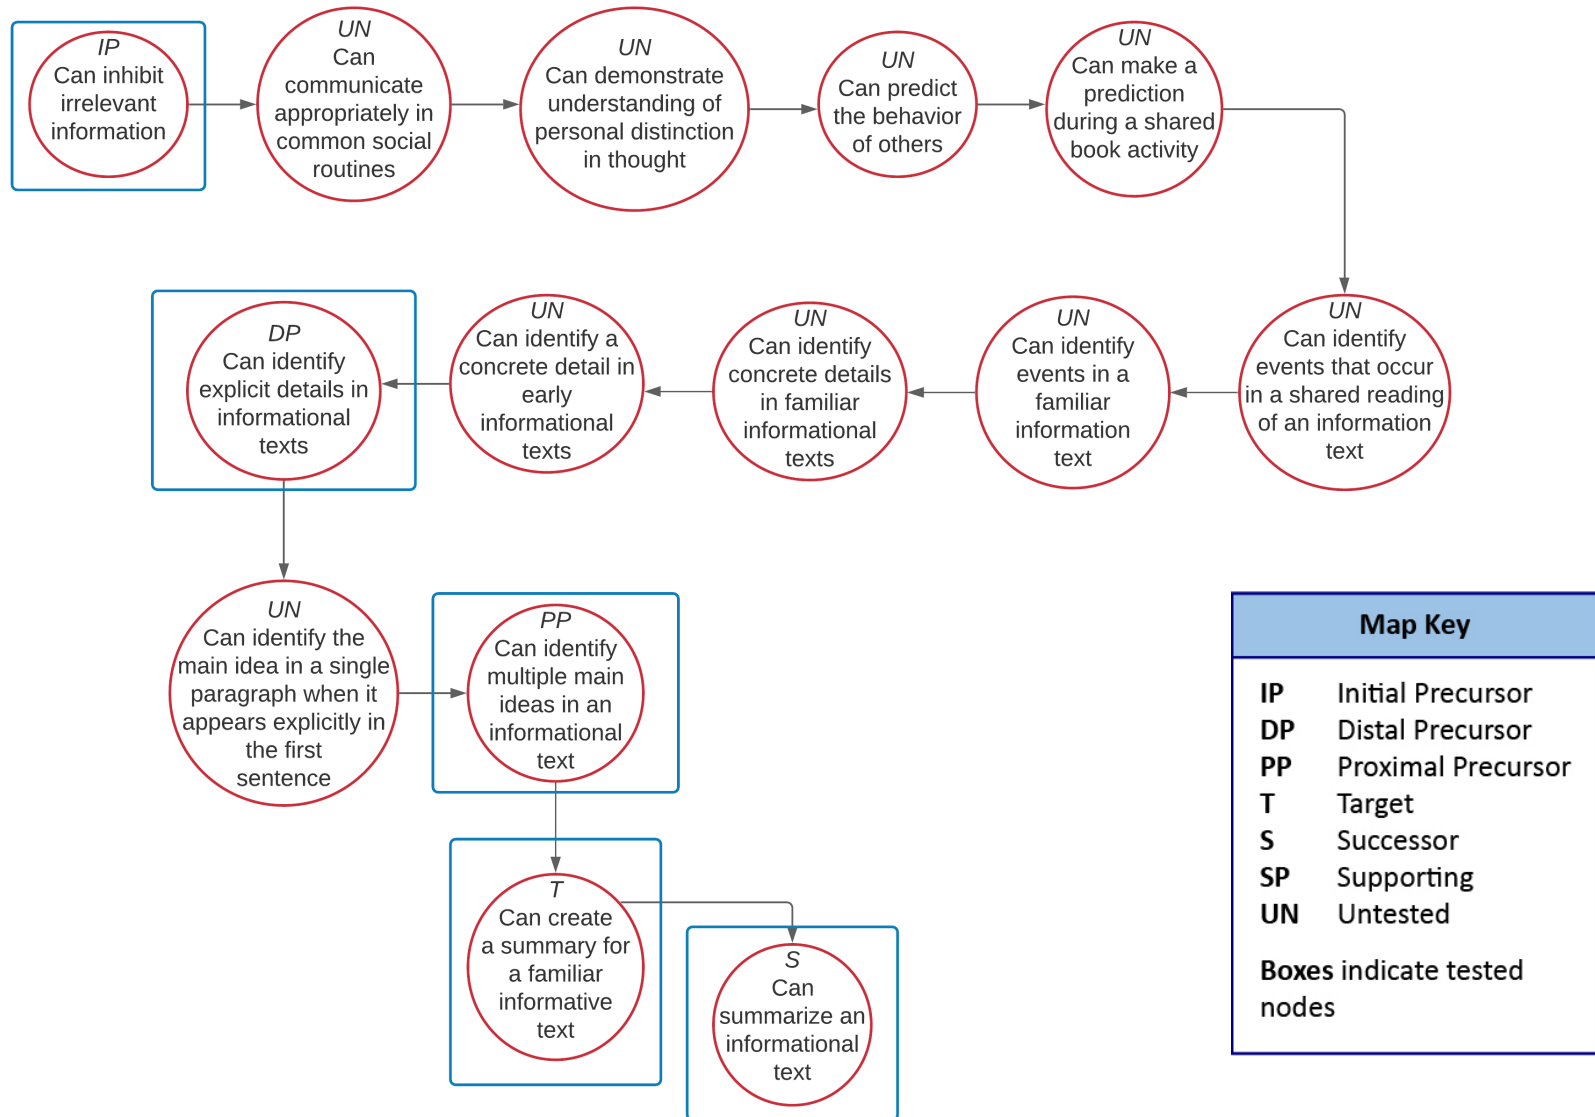 IP
Can inhibit
irrelevant
information
UN
Can
communicate
appropriately in
common social
routines
UN
Can demonstrate
understanding of
personal distinction
in thought
UN
Can predict
the behavior
of others
UN
Can make a
prediction
during a shared
book activity
UN
Can identify
events that occur
in a shared reading
of an information
text
UN
Can identify
events in a
familiar
information
text
UN
Can identify
concrete details
in familiar
informational
texts
UN
Can identify a
concrete detail in
early
informational
texts
DP
Can identify
explicit details in
informational
texts
UN
Can identify the
main idea in a single
paragraph when it
appears explicitly in
the first
sentence
PP
Can identify
multiple main
ideas in an
informational
text
T
Can create
a summary for
a familiar
informative
text
S
Can
summarize an
informational
text
Map Key
IP Initial Precursor
DP Distal Precursor
PP Proximal Precursor
T Target
S Successor
SP Supporting
UN Untested
Boxes indicate tested
nodes